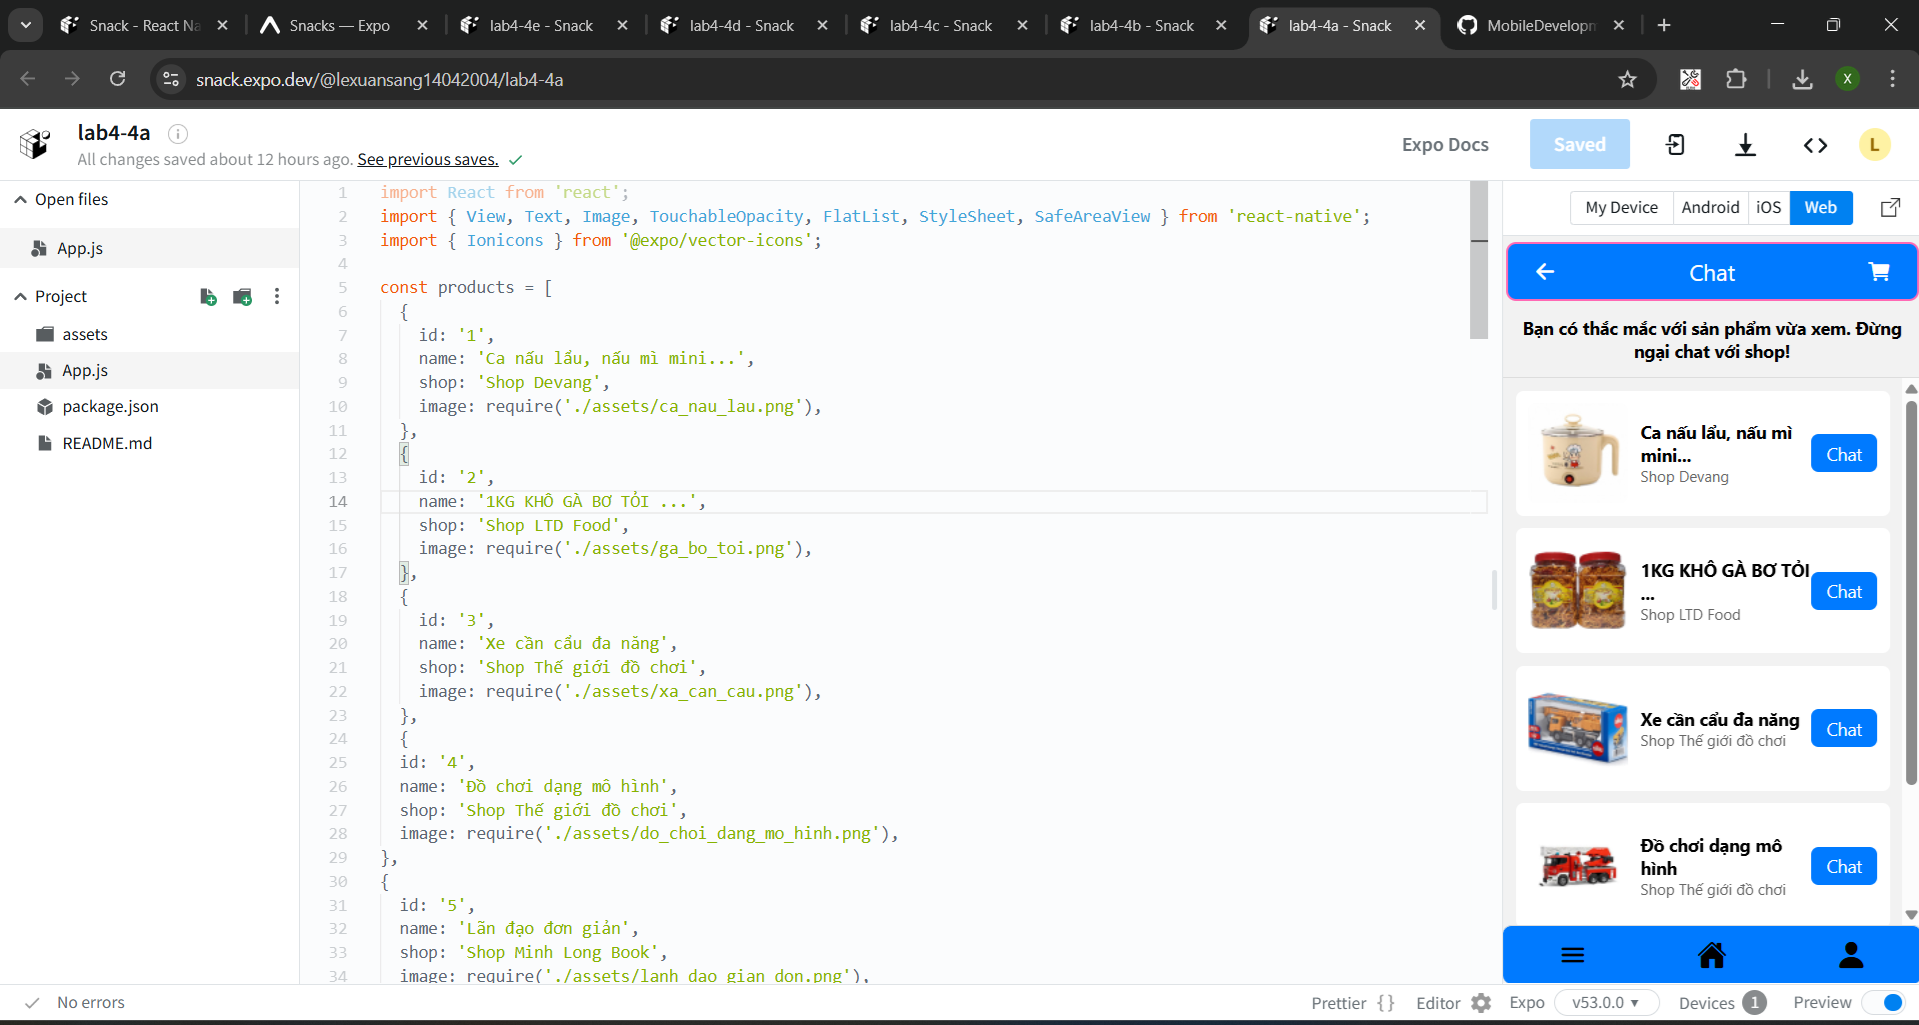 Snack - React Na
Snacks — Expo
lab4-4e - Snack
lab4-4d - Snack
lab4-4c - Snack
lab4-4b - Snack
lab4-4a - Snack
MobileDevelopm
snack.expo.dev/@lexuansang14042004/lab4-4a
X
lab4-4a
All changes saved about 12 hours ago. See previous saves.
Expo Docs
Saved
L
Open files
App.js
Project
assets
App.js
package.json
README.md
1 import React from 'react';
2 import { View, Text, Image, TouchableOpacity, FlatList, StyleSheet, SafeAreaView } from 'react-native';
3 import { Ionicons } from '@expo/vector-icons';
4
5 const products = [
6 {
7 id: '1',
8 name: 'Ca nấu lẩu, nấu mì mini...',
9 shop: 'Shop Devang',
10 image: require('./assets/ca_nau_lau.png'),
11 },
12 {
13 id: '2',
14 name: '1KG KHÔ GÀ BƠ TỎI ...',
15 shop: 'Shop LTD Food',
16 image: require('./assets/ga_bo_toi.png'),
17 },
18 {
19 id: '3',
20 name: 'Xe cần cẩu đa năng',
21 shop: 'Shop Thế giới đồ chơi',
22 image: require('./assets/xa_can_cau.png'),
23 },
24 {
25 id: '4',
26 name: 'Đồ chơi dạng mô hình',
27 shop: 'Shop Thế giới đồ chơi',
28 image: require('./assets/do_choi_dang_mo_hinh.png'),
29 },
30 {
31 id: '5',
32 name: 'Lãn đạo đơn giản',
33 shop: 'Shop Minh Long Book',
34 image: require('./assets/lanh_dao_gian_don.png'),
My Device
Android
iOS
Web
Chat
Bạn có thắc mắc với sản phẩm vừa xem. Đừng
ngại chat với shop!
Ca nấu lẩu, nấu mì
mini...
Shop Devang
Chat
1KG KHÔ GÀ BƠ TỎI
...
Shop LTD Food
Chat
Xe cần cẩu đa năng
Shop Thế giới đồ chơi
Chat
Đồ chơi dạng mô
hình
Shop Thế giới đồ chơi
Chat
No errors
Prettier {}
Editor
Expo
v53.0.0
Devices 1
Preview